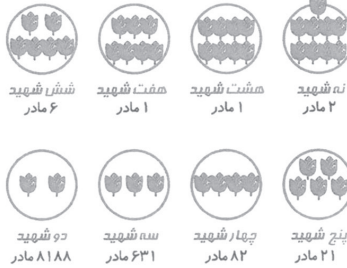 نه شهید
۲ مادر
هشت شهید
۱ مادر
هفت شهید
۱ مادر
شش شهید
۶ مادر
پنج شهید
۲۱ مادر
چهار شهید
۸۲ مادر
سه شهید
۶۳۱ مادر
دو شهید
۸۱۸۸ مادر